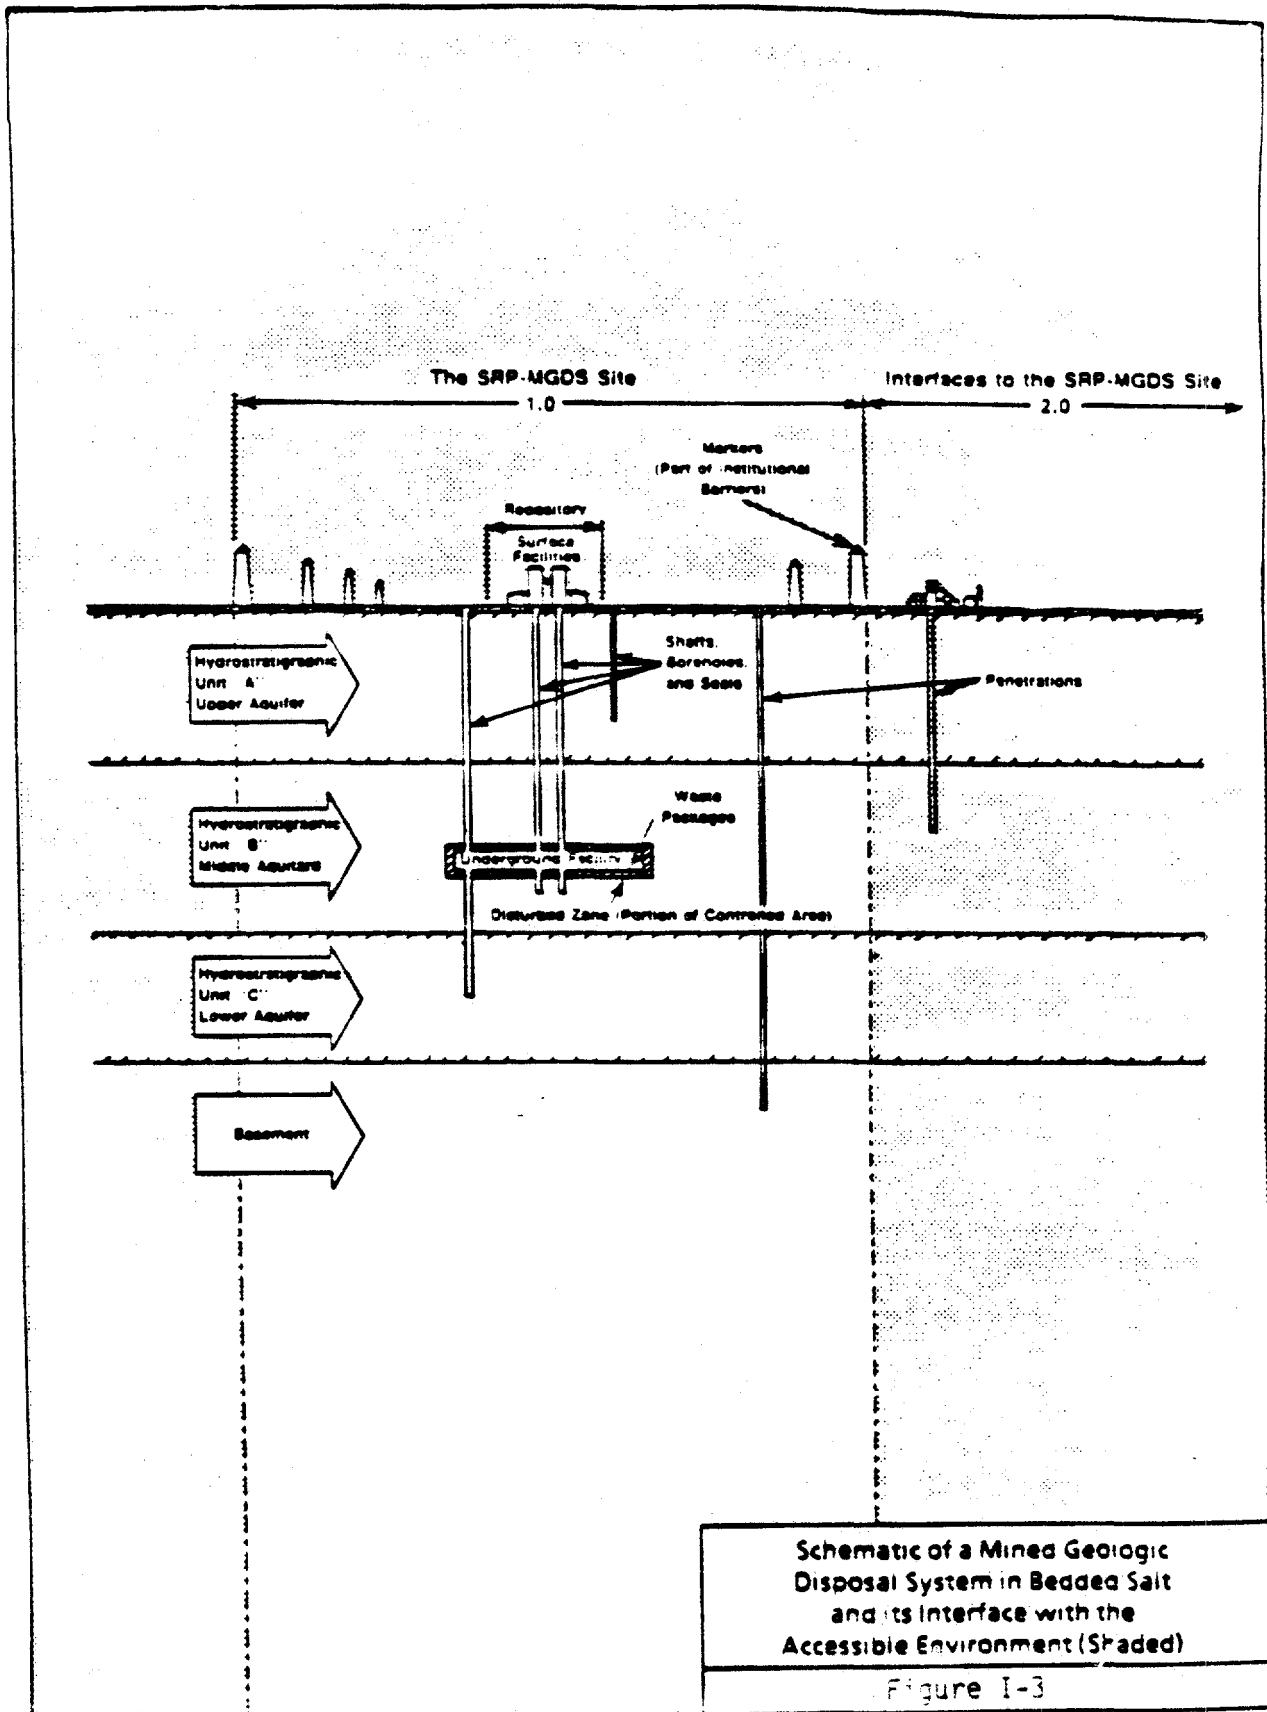 The SRP-MGDS Site
1.0
Interfaces to the SRP-MGDS Site
2.0
Markers
(Part of Institutional
Barriers)
Repository
Surface
Facilities
Hydrostratigraphic
Unit "A"
Upper Aquifer
Shafts,
Boreholes,
and Seals
Penetrations
Hydrostratigraphic
Unit "B"
Middle Aquitard
Waste
Packages
Underground Facility
Disturbed Zone (Portion of Controlled Area)
Hydrostratigraphic
Unit "C"
Lower Aquifer
Basement
Schematic of a Mined Geologic
Disposal System in Bedded Salt
and its Interface with the
Accessible Environment (Shaded)
Figure I-3